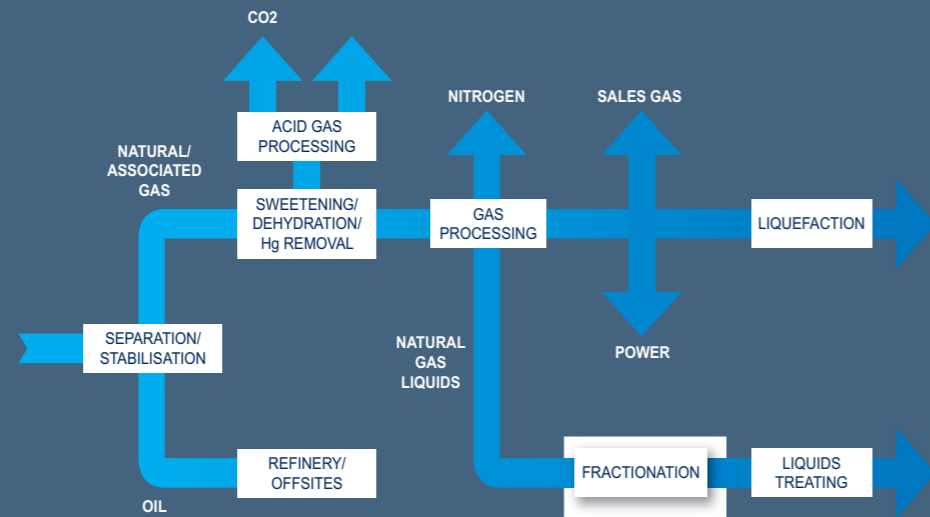 CO2
ACID GAS
PROCESSING
NATURAL/
ASSOCIATED
GAS
SWEETENING/
DEHYDRATION/
Hg REMOVAL
NITROGEN
SALES GAS
GAS
PROCESSING
LIQUEFACTION
SEPARATION/
STABILISATION
NATURAL
GAS
LIQUIDS
POWER
REFINERY/
OFFSITES
OIL
FRACTIONATION
LIQUIDS
TREATING